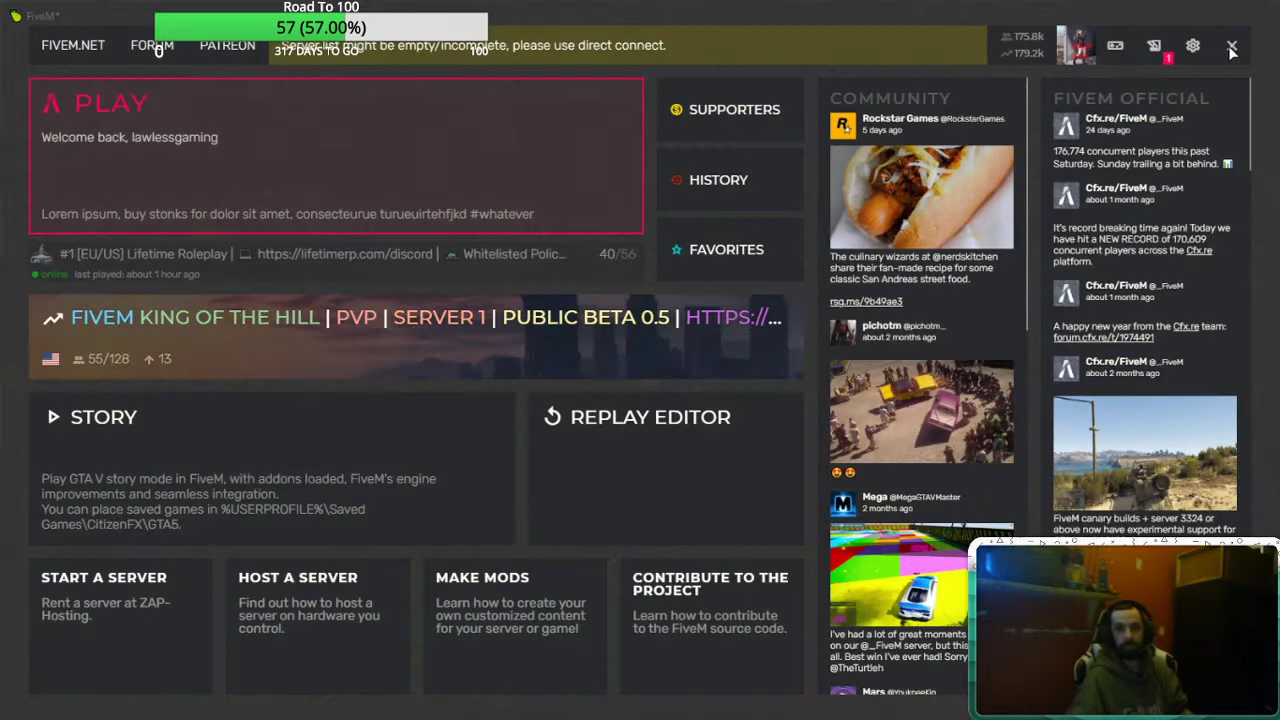 FiveM*
Road To 100
57 (57.00%)
0
317 DAYS TO GO
100
FIVEM.NET
FORUM
PATREON
Server list might be empty/incomplete, please use direct connect.
175.8k
179.2k
1
PLAY
Welcome back, lawlessgaming
Lorem ipsum, buy stonks for dolor sit amet, consecteurue turueuirtehfjkd #whatever
#1 [EU/US] Lifetime Roleplay | https://lifetimerp.com/discord | Whitelisted Polic...
40/56
online last played: about 1 hour ago
SUPPORTERS
HISTORY
FAVORITES
FIVEM KING OF THE HILL | PVP | SERVER 1 | PUBLIC BETA 0.5 | HTTPS://...
55/128
13
STORY
Play GTA V story mode in FiveM, with addons loaded, FiveM's engine
improvements and seamless integration.
You can place saved games in %USERPROFILE%\Saved
Games\CitizenFX\GTA5.
REPLAY EDITOR
START A SERVER
Rent a server at ZAP-
Hosting.
HOST A SERVER
Find out how to host a
server on hardware you
control.
MAKE MODS
Learn how to create your
own customized content
for your server or game!
CONTRIBUTE TO THE
PROJECT
Learn how to contribute
to the FiveM source code.
COMMUNITY
Rockstar Games @RockstarGames
5 days ago
The culinary wizards at @nerdskitchen
share their fan-made recipe for some
classic San Andreas street food.
rsg.ms/9b49ae3
pichotm @pichotm_
about 2 months ago
Mega @MegaGTAVMaster
2 months ago
I've had a lot of great moments
on our @_FiveM server, but this
all. Best win I've ever had! Sorry
@TheTurtleh
Mars @YoukneeKin
FIVEM OFFICIAL
Cfx.re/FiveM @_FiveM
24 days ago
176,774 concurrent players this past
Saturday. Sunday trailing a bit behind.
Cfx.re/FiveM @_FiveM
about 1 month ago
It's record breaking time again! Today we
have hit a NEW RECORD of 170,609
concurrent players across the Cfx.re
platform.
Cfx.re/FiveM @_FiveM
about 1 month ago
A happy new year from the Cfx.re team:
forum.cfx.re/t/1974491
Cfx.re/FiveM @_FiveM
about 2 months ago
FiveM canary builds + server 3324 or
above now have experimental support for